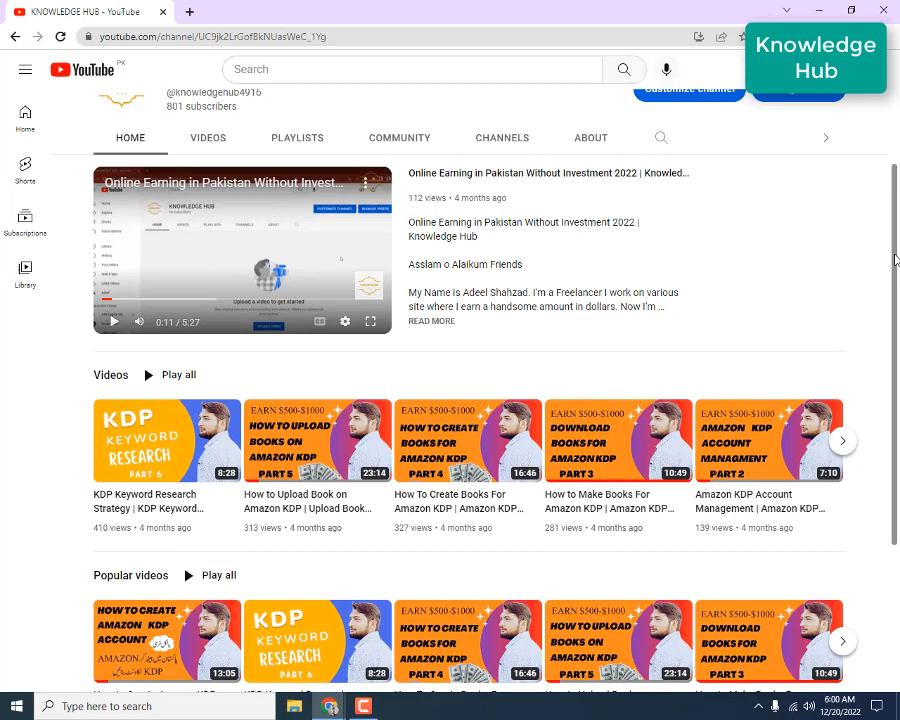 KNOWLEDGE HUB - YouTube
youtube.com/channel/UC9jk2LrGofBkNUasWeC_1Yg
Knowledge
Hub
YouTube PK
Search
@knowledgehub4916
801 subscribers
Customize channel
Home
Shorts
Subscriptions
Library
HOME
VIDEOS
PLAYLISTS
COMMUNITY
CHANNELS
ABOUT
Online Earning in Pakistan Without Invest...
KNOWLEDGE HUB
Upload a video to get started
0:11 / 5:27
Online Earning in Pakistan Without Investment 2022 | Knowled...
112 views • 4 months ago
Online Earning in Pakistan Without Investment 2022 |
Knowledge Hub
Asslam o Alaikum Friends
My Name is Adeel Shahzad. I'm a Freelancer I work on various
site where I earn a handsome amount in dollars. Now I'm ...
READ MORE
Videos
Play all
KDP
KEYWORD
RESEARCH
PART 6
8:28
EARN $500-$1000
HOW TO UPLOAD
BOOKS ON
AMAZON KDP
PART 5
23:14
EARN $500-$1000
HOW TO CREATE
BOOKS FOR
AMAZON KDP
PART 4
16:46
EARN $500-$1000
DOWNLOAD
BOOKS FOR
AMAZON KDP
PART 3
10:49
EARN $500-$1000
AMAZON KDP
ACCOUNT
MANAGMENT
PART 2
7:10
KDP Keyword Research
Strategy | KDP Keyword...
410 views • 4 months ago
How to Upload Book on
Amazon KDP | Upload Book...
313 views • 4 months ago
How To Create Books For
Amazon KDP | Amazon KDP...
327 views • 4 months ago
How to Make Books For
Amazon KDP | Amazon KDP...
281 views • 4 months ago
Amazon KDP Account
Management | Amazon KDP...
139 views • 4 months ago
Popular videos
Play all
HOW TO CREATE
AMAZON KDP
ACCOUNT
13:05
KDP
KEYWORD
RESEARCH
8:28
EARN $500-$1000
HOW TO CREATE
BOOKS FOR
AMAZON KDP
PART 4
16:46
EARN $500-$1000
HOW TO UPLOAD
BOOKS ON
AMAZON KDP
PART 5
23:14
EARN $500-$1000
DOWNLOAD
BOOKS FOR
AMAZON KDP
PART 3
10:49
Type here to search
6:00 AM
12/20/2022